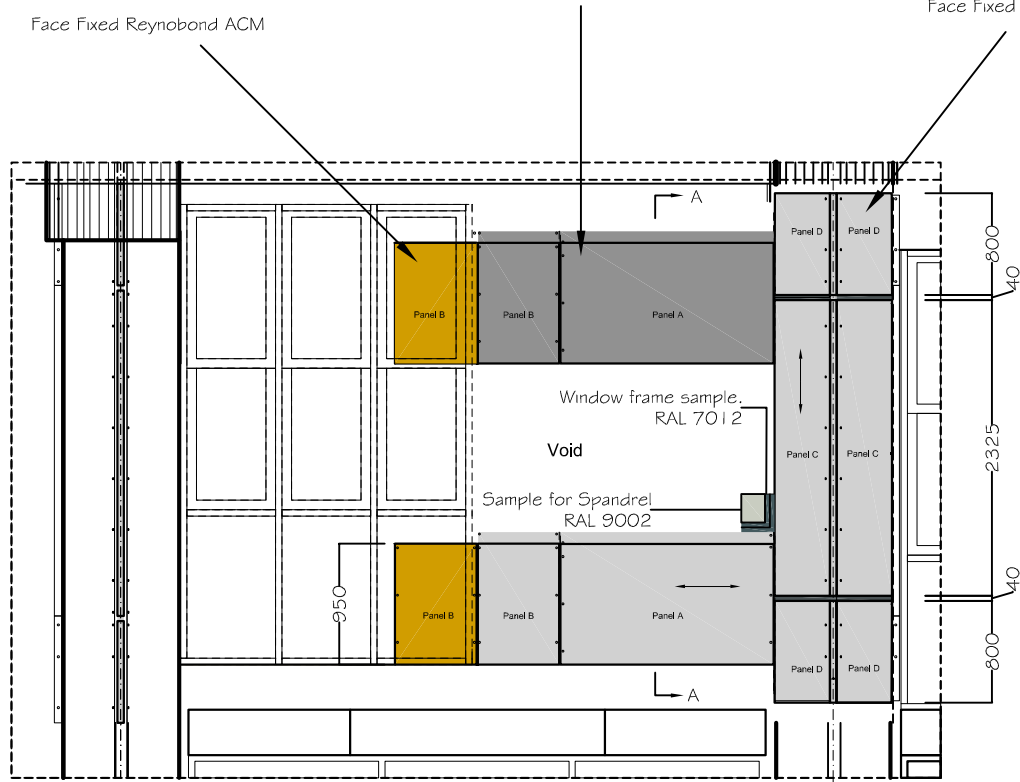 Face Fixed Reynobond ACM
Face Fixed
A
Panel D
Panel D
800
40
Panel B
Panel B
Panel A
Window frame sample.
RAL 7012
Void
Panel C
Panel C
2325
Sample for Spandrel
RAL 9002
950
40
Panel B
Panel B
Panel A
Panel D
Panel D
800
A